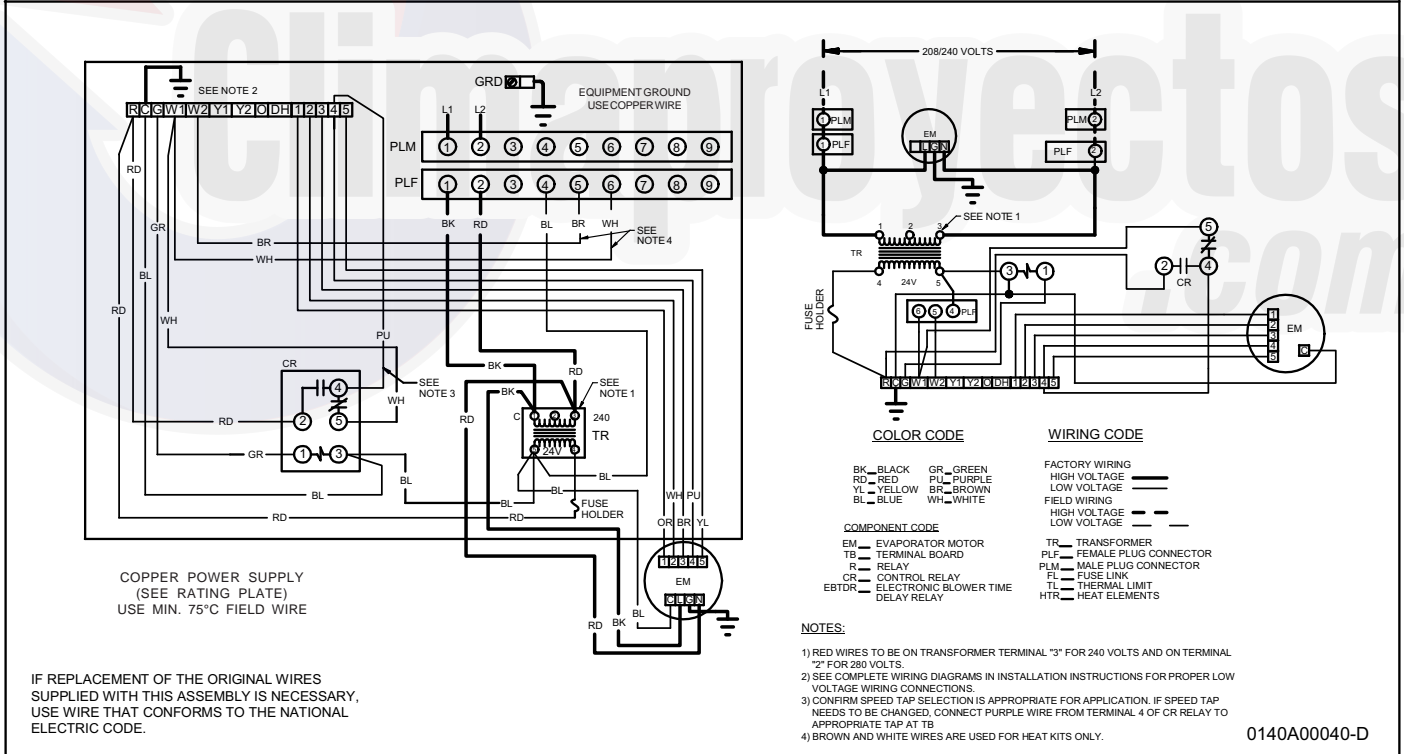 Climaproyectos
.com
SEE NOTE 2
R C G W1 W2 Y1 Y2 O DH 1 2 3 4 5
GRD
EQUIPMENT GROUND
USE COPPER WIRE
L1 L2
PLM 1 2 3 4 5 6 7 8 9
PLF 1 2 3 4 5 6 7 8 9
BK RD BL BR WH
SEE
NOTE 4
RD
GR
BR
WH
BL
RD
WH
PU
SEE
NOTE 3
WH
CR
4
2 5
1 3
RD
GR
BL
BL
RD
BK
BK
RD
RD
SEE
NOTE 1
C 2 3 240
TR
24V
BL
BL
BL
RD
FUSE
HOLDER
WH PU
OR BR YL
1 2 3 4 5
EM
C L G N
BL
RD BK
COPPER POWER SUPPLY
(SEE RATING PLATE)
USE MIN. 75°C FIELD WIRE
IF REPLACEMENT OF THE ORIGINAL WIRES
SUPPLIED WITH THIS ASSEMBLY IS NECESSARY,
USE WIRE THAT CONFORMS TO THE NATIONAL
ELECTRIC CODE.
208/240 VOLTS
L1 L2
1 PLM
PLM 2
1 PLF
PLF 2
EM
L G N
SEE NOTE 1
1 2 3
TR
4 24V 5
3 1
6 5 4 PLF
FUSE
HOLDER
5
2 4
CR
1
2
3
4
5
EM
C
R C G W1 W2 Y1 Y2 O DH 1 2 3 4 5
COLOR CODE
BK BLACK GR GREEN
RD RED PU PURPLE
YL YELLOW BR BROWN
BL BLUE WH WHITE
COMPONENT CODE
EM EVAPORATOR MOTOR
TB TERMINAL BOARD
R RELAY
CR CONTROL RELAY
EBTDR ELECTRONIC BLOWER TIME
DELAY RELAY
WIRING CODE
FACTORY WIRING
HIGH VOLTAGE
LOW VOLTAGE
FIELD WIRING
HIGH VOLTAGE
LOW VOLTAGE
TR TRANSFORMER
PLF FEMALE PLUG CONNECTOR
PLM MALE PLUG CONNECTOR
FL FUSE LINK
TL THERMAL LIMIT
HTR HEAT ELEMENTS
NOTES:
1) RED WIRES TO BE ON TRANSFORMER TERMINAL "3" FOR 240 VOLTS AND ON TERMINAL
"2" FOR 280 VOLTS.
2) SEE COMPLETE WIRING DIAGRAMS IN INSTALLATION INSTRUCTIONS FOR PROPER LOW
VOLTAGE WIRING CONNECTIONS.
3) CONFIRM SPEED TAP SELECTION IS APPROPRIATE FOR APPLICATION. IF SPEED TAP
NEEDS TO BE CHANGED, CONNECT PURPLE WIRE FROM TERMINAL 4 OF CR RELAY TO
APPROPRIATE TAP AT TB
4) BROWN AND WHITE WIRES ARE USED FOR HEAT KITS ONLY.
0140A00040-D